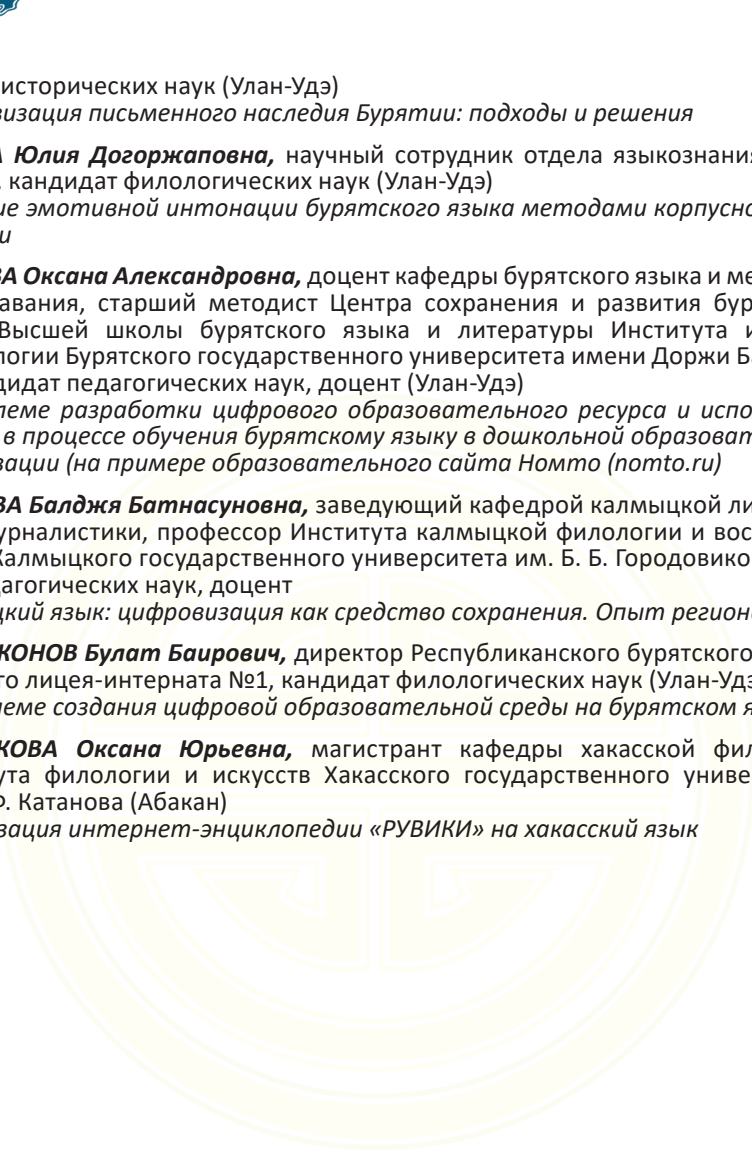 исторических наук (Улан-Удэ)
визация письменного наследия Бурятии: подходы и решения
А Юлия Догоржаповна, научный сотрудник отдела языкознания
, кандидат филологических наук (Улан-Удэ)
ие эмотивной интонации бурятского языка методами корпусно
и
ВА Оксана Александровна, доцент кафедры бурятского языка и ме
авания, старший методист Центра сохранения и развития бур
Высшей школы бурятского языка и литературы Института и
логии Бурятского государственного университета имени Доржи Б
дидат педагогических наук, доцент (Улан-Удэ)
леме разработки цифрового образовательного ресурса и испо
в процессе обучения бурятскому языку в дошкольной образоват
зации (на примере образовательного сайта Номто (nomto.ru)
ВА Балджя Батнасуновна, заведующий кафедрой калмыцкой ли
урналистики, профессор Института калмыцкой филологии и вос
Калмыцкого государственного университета им. Б. Б. Городовико
дагогических наук, доцент
цкий язык: цифровизация как средство сохранения. Опыт регион
КОНОВ Булат Баирович, директор Республиканского бурятского
го лицея-интерната №1, кандидат филологических наук (Улан-Удэ
леме создания цифровой образовательной среды на бурятском я
КОВА Оксана Юрьевна, магистрант кафедры хакасской фил
ута филологии и искусств Хакасского государственного униве
Ф. Катанова (Абакан)
зация интернет-энциклопедии «РУВИКИ» на хакасский язык